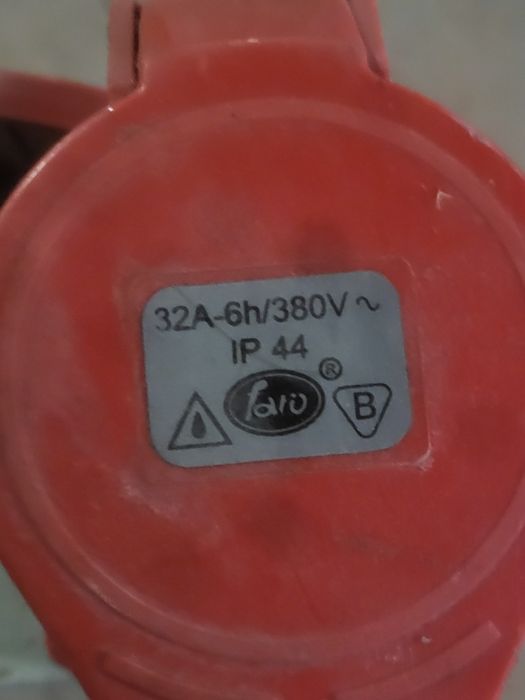 32A-6h/380V ~
IP 44
Faro ®
B